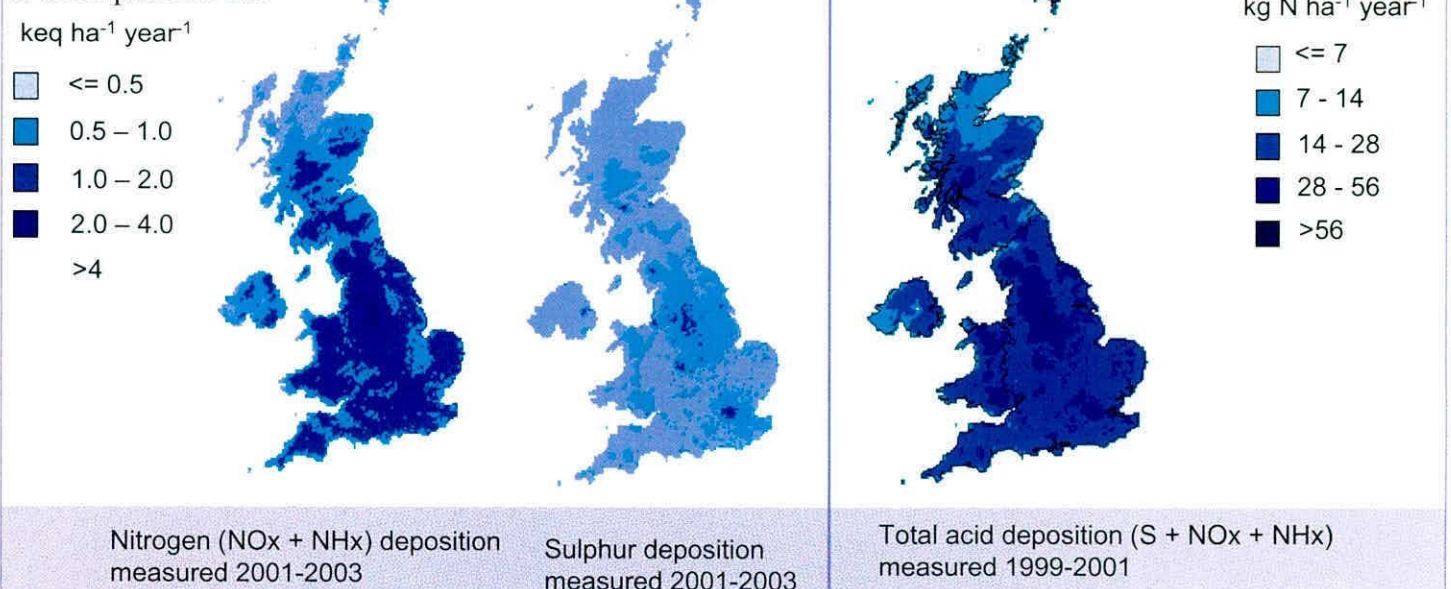 keq ha-1 year-1
<= 0.5
0.5 – 1.0
1.0 – 2.0
2.0 – 4.0
>4
kg N ha-1 year-1
<= 7
7 - 14
14 - 28
28 - 56
>56
Nitrogen (NOx + NHx) deposition
measured 2001-2003
Sulphur deposition
measured 2001-2003
Total acid deposition (S + NOx + NHx)
measured 1999-2001